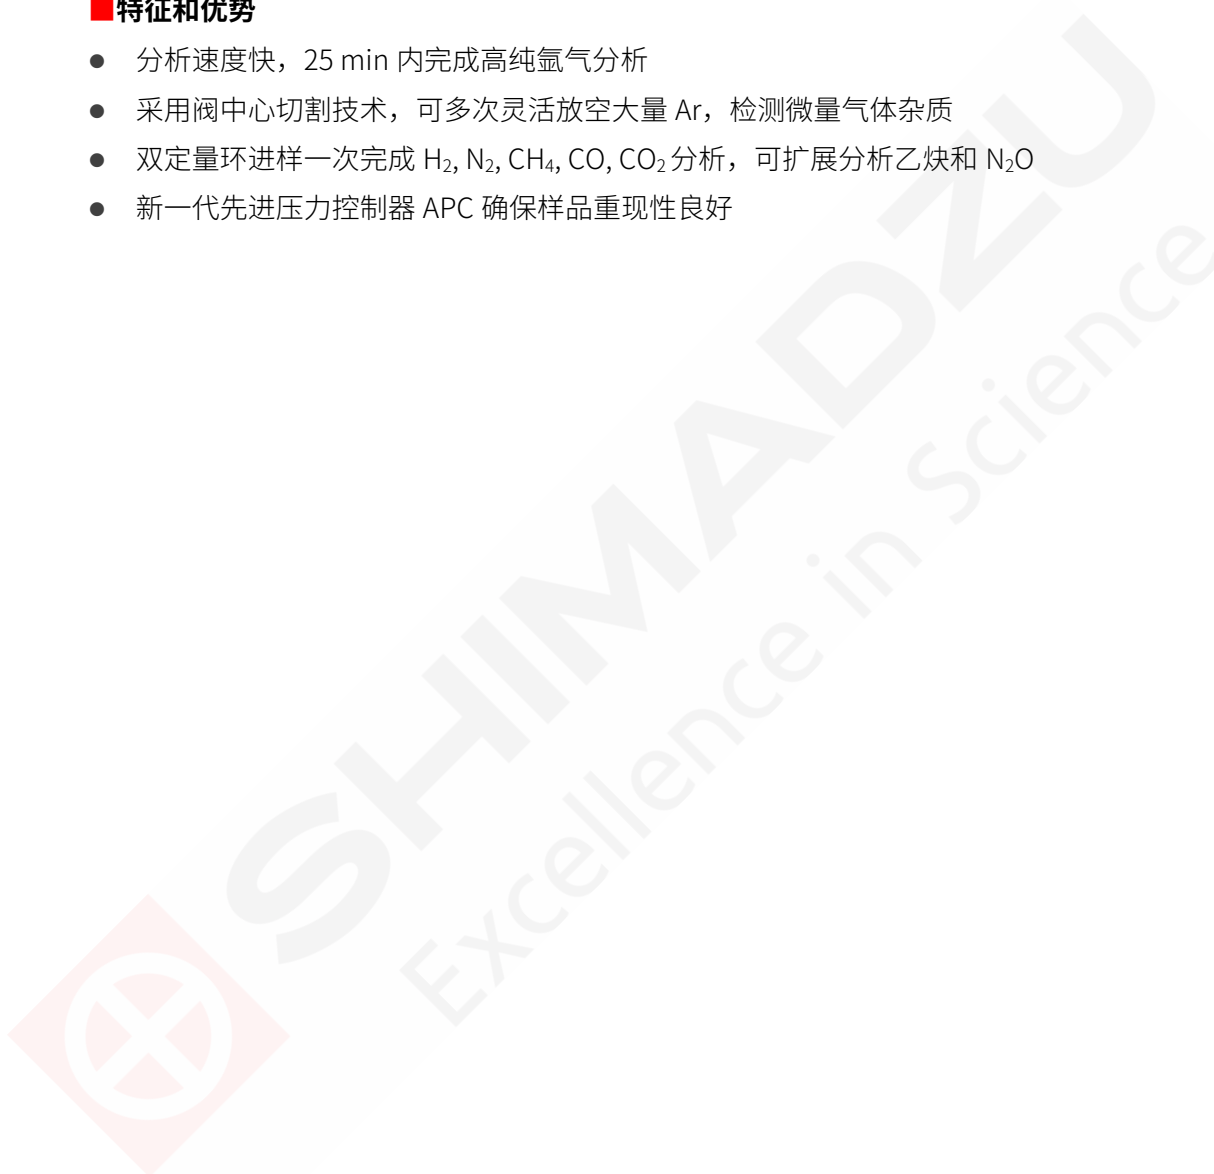 ■特征和优势
● 分析速度快，25 min 内完成高纯氩气分析
● 采用阀中心切割技术，可多次灵活放空大量 Ar，检测微量气体杂质
● 双定量环进样一次完成 H₂, N₂, CH₄, CO, CO₂ 分析，可扩展分析乙炔和 N₂O
● 新一代先进压力控制器 APC 确保样品重现性良好
SHIMADZU
Excellence in Science